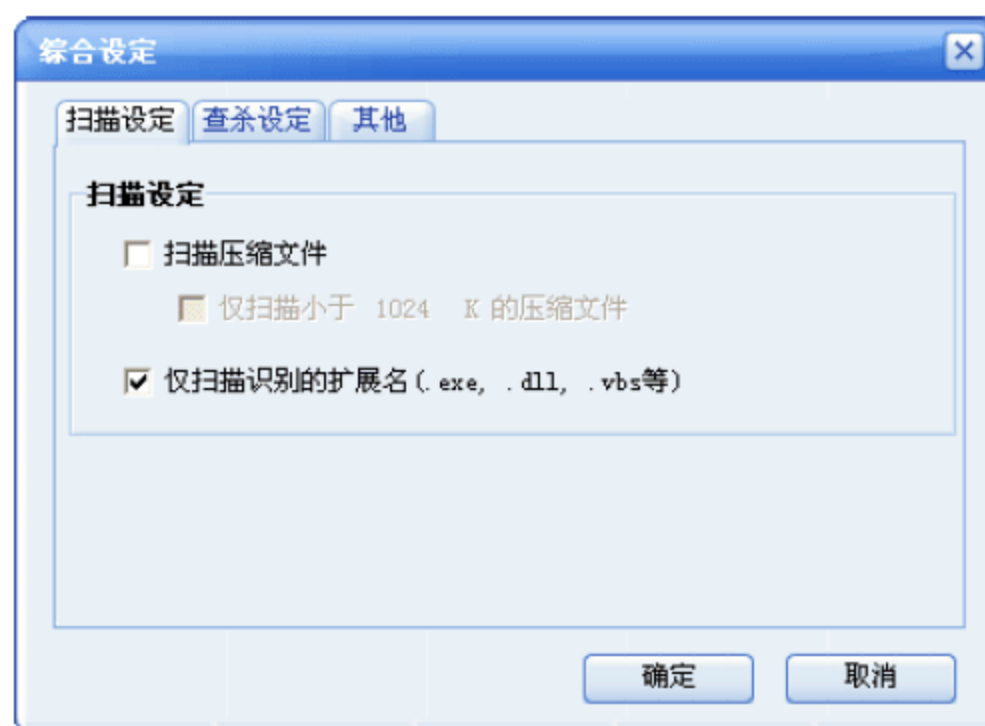 综合设定
扫描设定 查杀设定 其他
扫描设定
扫描压缩文件
仅扫描小于 1024 K 的压缩文件
仅扫描识别的扩展名(.exe, .dll, .vbs等)
确定 取消